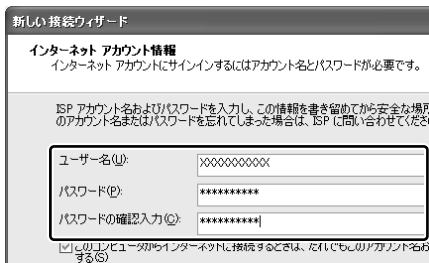 新しい接続ウィザード
インターネット アカウント情報
インターネット アカウントにサインインするにはアカウント名とパスワードが必要です。
ISP アカウント名およびパスワードを入力し、この情報を書き留めてから安全な場所
のアカウント名またはパスワードを忘れてしまった場合は、ISP に問い合わせてくださ
ユーザー名(U):
XXXXXXXXXX
パスワード(P):
**********
パスワードの確認入力(C):
**********
このコンピュータからインターネットに接続するときは、だれでもこのアカウント名お
する(S)